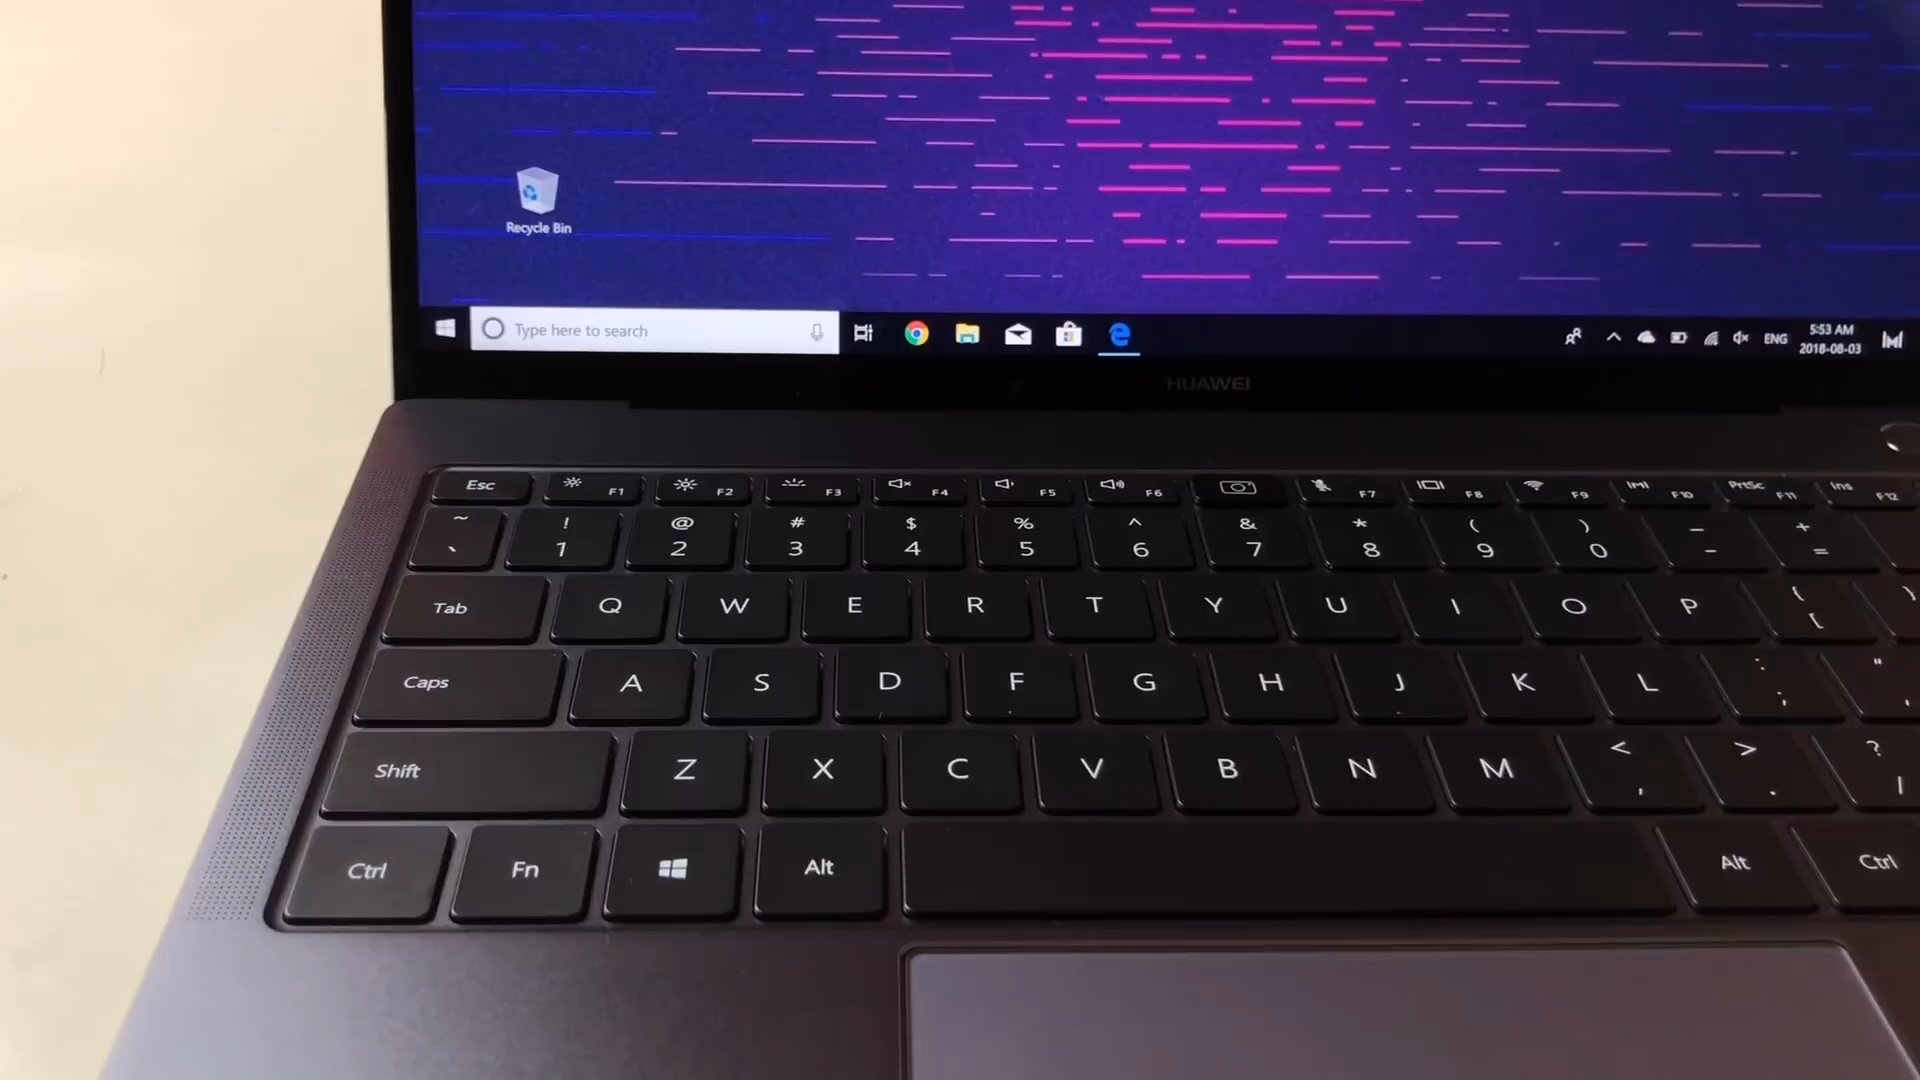 Recycle Bin
Type here to search
ENG
5:53 AM
2018-08-03
HUAWEI
Esc F1 F2 F3 F4 F5 F6 F7 F8 F9 F10 PrtSc F11 Ins F12
~ ! @ # $ % ^ & * ( ) _ +
` 1 2 3 4 5 6 7 8 9 0 - =
Tab Q W E R T Y U I O P { [ }
Caps A S D F G H J K L : ; " '
Shift Z X C V B N M < , > . ? /
Ctrl Fn Alt Alt Ctrl